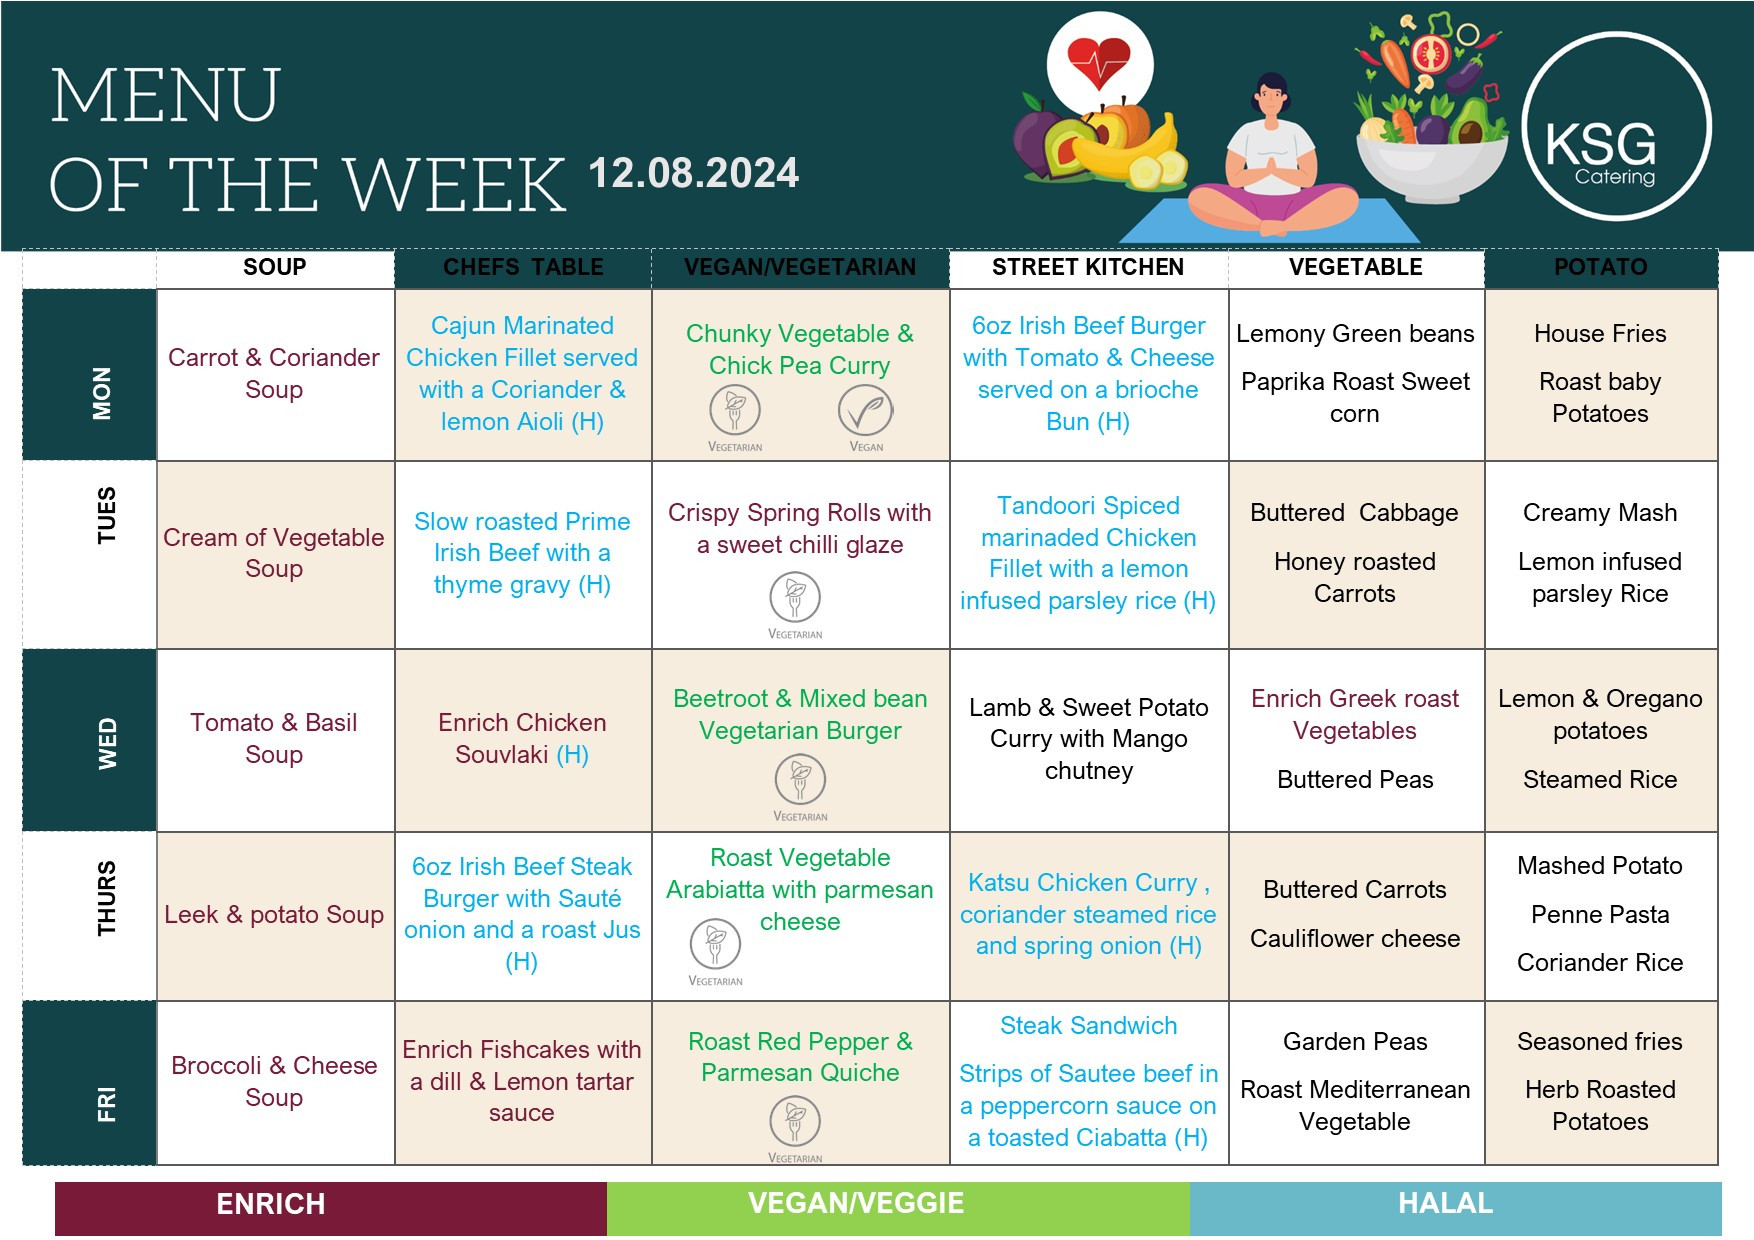 MENU
OF THE WEEK 12.08.2024
KSG
Catering
SOUP
CHEFS TABLE
VEGAN/VEGETARIAN
STREET KITCHEN
VEGETABLE
POTATO
MON
Carrot & Coriander
Soup
Cajun Marinated
Chicken Fillet served
with a Coriander &
lemon Aioli (H)
Chunky Vegetable &
Chick Pea Curry
VEGETARIAN
VEGAN
6oz Irish Beef Burger
with Tomato & Cheese
served on a brioche
Bun (H)
Lemony Green beans
Paprika Roast Sweet
corn
House Fries
Roast baby
Potatoes
TUES
Cream of Vegetable
Soup
Slow roasted Prime
Irish Beef with a
thyme gravy (H)
Crispy Spring Rolls with
a sweet chilli glaze
VEGETARIAN
Tandoori Spiced
marinaded Chicken
Fillet with a lemon
infused parsley rice (H)
Buttered Cabbage
Honey roasted
Carrots
Creamy Mash
Lemon infused
parsley Rice
WED
Tomato & Basil
Soup
Enrich Chicken
Souvlaki (H)
Beetroot & Mixed bean
Vegetarian Burger
VEGETARIAN
Lamb & Sweet Potato
Curry with Mango
chutney
Enrich Greek roast
Vegetables
Buttered Peas
Lemon & Oregano
potatoes
Steamed Rice
THURS
Leek & potato Soup
6oz Irish Beef Steak
Burger with Sauté
onion and a roast Jus
(H)
Roast Vegetable
Arabiatta with parmesan
cheese
VEGETARIAN
Katsu Chicken Curry ,
coriander steamed rice
and spring onion (H)
Buttered Carrots
Cauliflower cheese
Mashed Potato
Penne Pasta
Coriander Rice
FRI
Broccoli & Cheese
Soup
Enrich Fishcakes with
a dill & Lemon tartar
sauce
Roast Red Pepper &
Parmesan Quiche
VEGETARIAN
Steak Sandwich
Strips of Sautee beef in
a peppercorn sauce on
a toasted Ciabatta (H)
Garden Peas
Roast Mediterranean
Vegetable
Seasoned fries
Herb Roasted
Potatoes
ENRICH
VEGAN/VEGGIE
HALAL